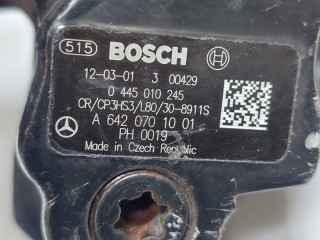 515 BOSCH
12-03-01 3 00429
0 445 010 245
CR/CP3HS3/L80/30-8911S
A 642 070 10 01
PH 0019
Made in Czech Republic